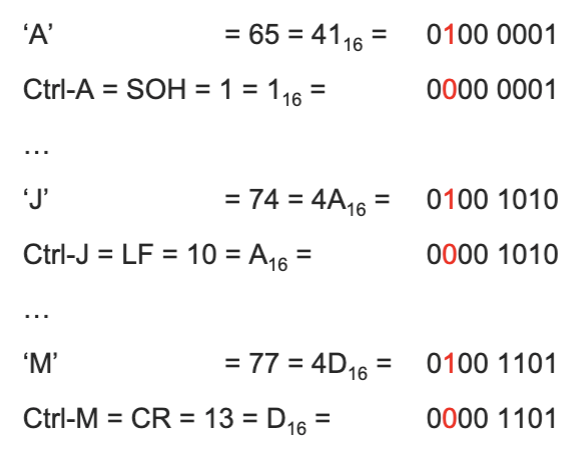 ‘A’ = 65 = 41₁₆ = 0100 0001
Ctrl-A = SOH = 1 = 1₁₆ = 0000 0001
…
‘J’ = 74 = 4A₁₆ = 0100 1010
Ctrl-J = LF = 10 = A₁₆ = 0000 1010
…
‘M’ = 77 = 4D₁₆ = 0100 1101
Ctrl-M = CR = 13 = D₁₆ = 0000 1101